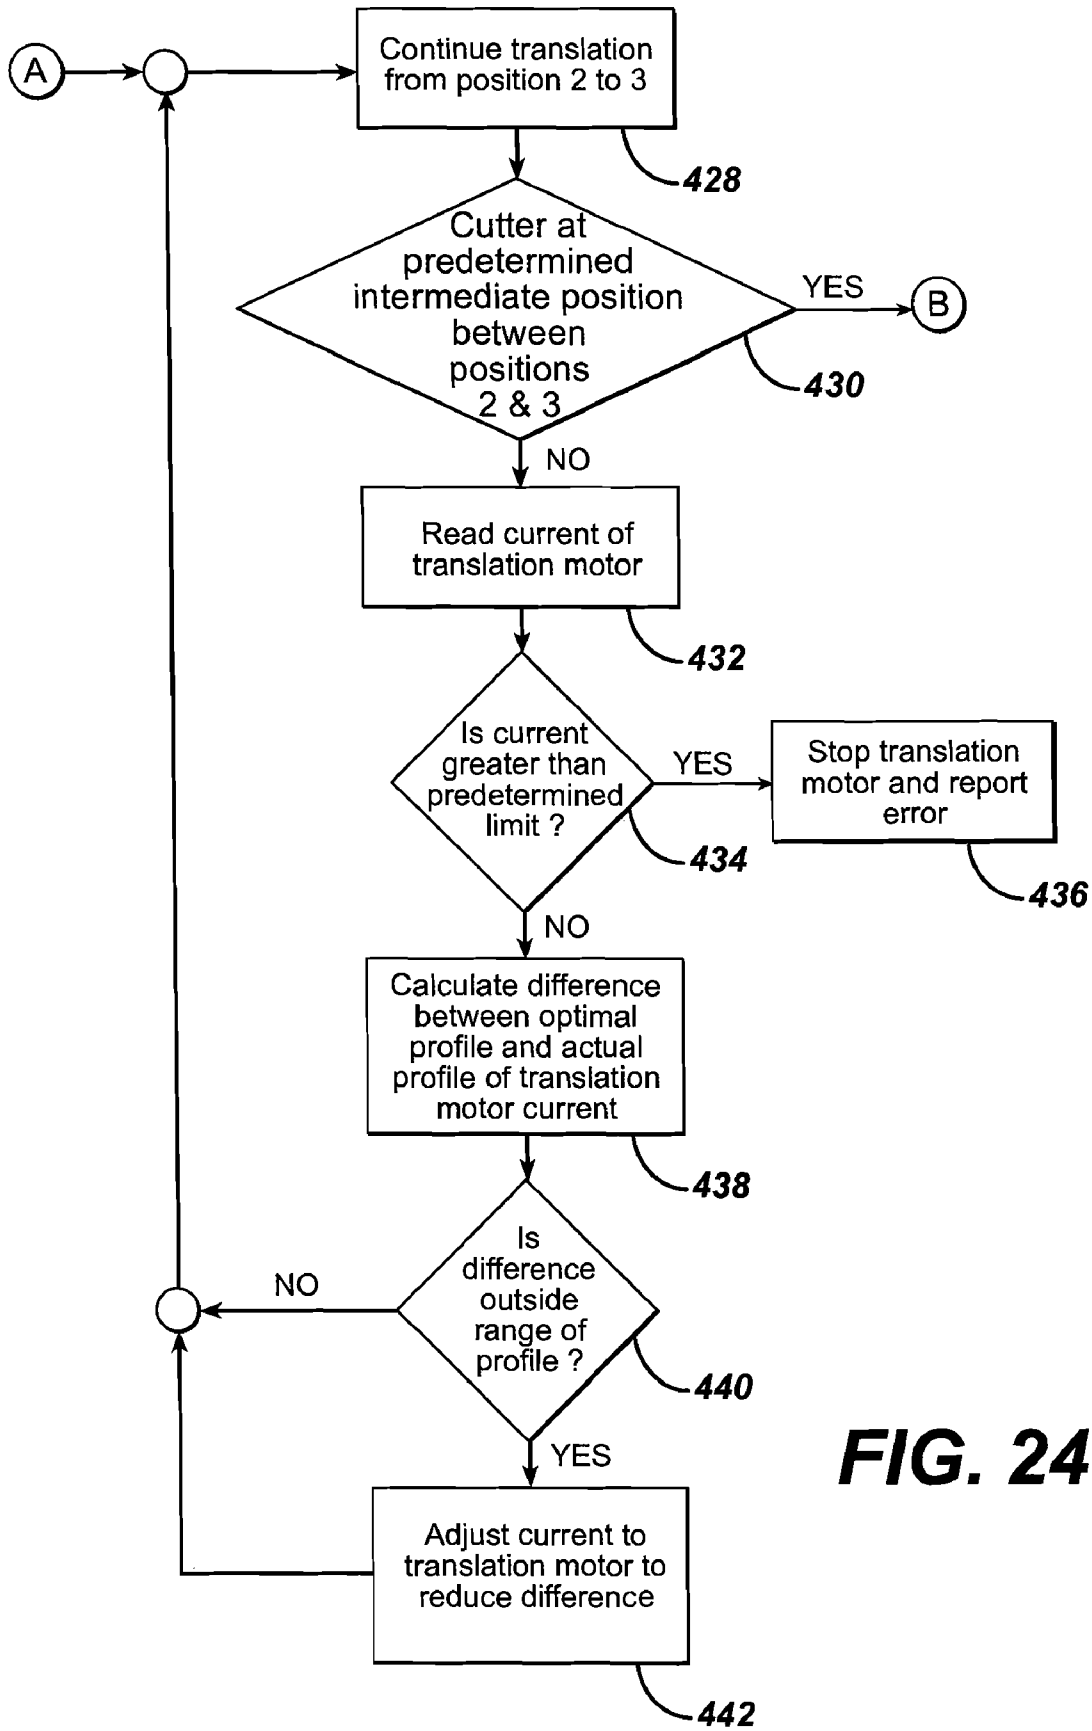 A
Continue translation
from position 2 to 3
428
Cutter at
predetermined
intermediate position
between
positions
2 & 3
YES
B
430
NO
Read current of
translation motor
432
Is current
greater than
predetermined
limit ?
YES
Stop translation
motor and report
error
434
436
NO
Calculate difference
between optimal
profile and actual
profile of translation
motor current
438
Is
difference
outside
range of
profile ?
NO
440
YES
FIG. 24
Adjust current to
translation motor to
reduce difference
442